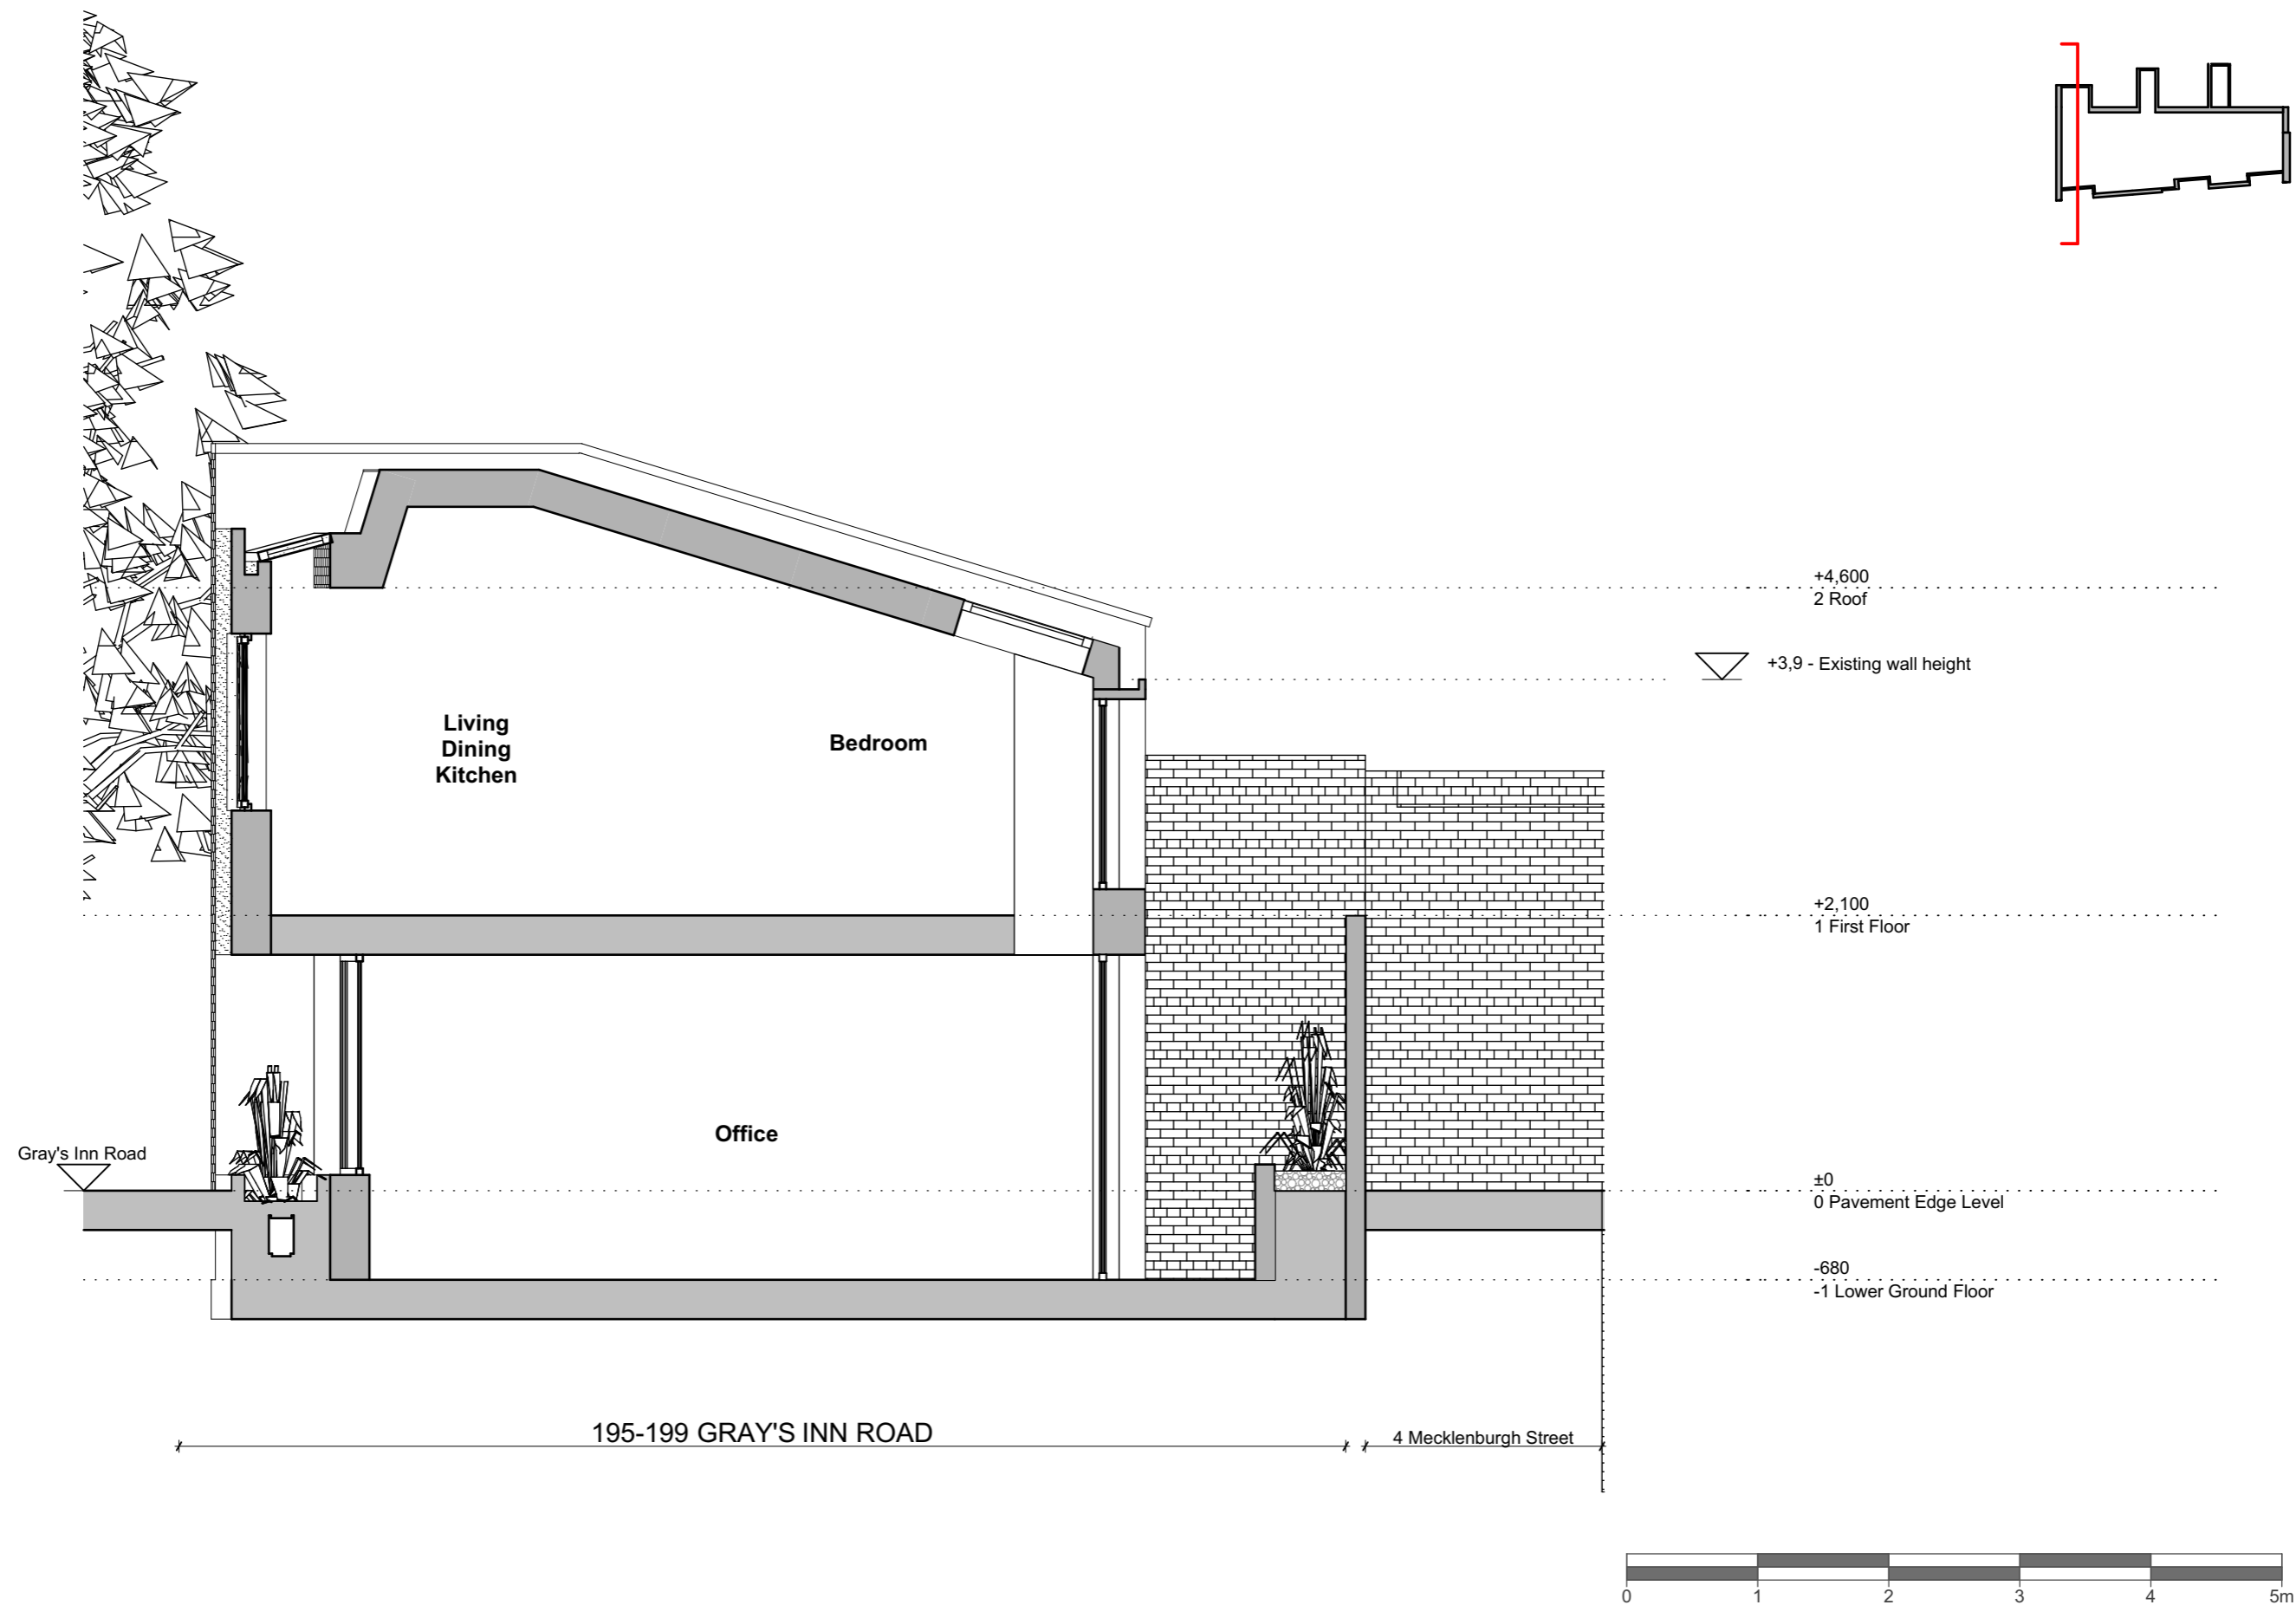 +4,600
2 Roof
+3,9 - Existing wall height
Living
Dining
Kitchen
Bedroom
+2,100
1 First Floor
Office
Gray's Inn Road
±0
0 Pavement Edge Level
-680
-1 Lower Ground Floor
195-199 GRAY'S INN ROAD
4 Mecklenburgh Street
0 1 2 3 4 5m